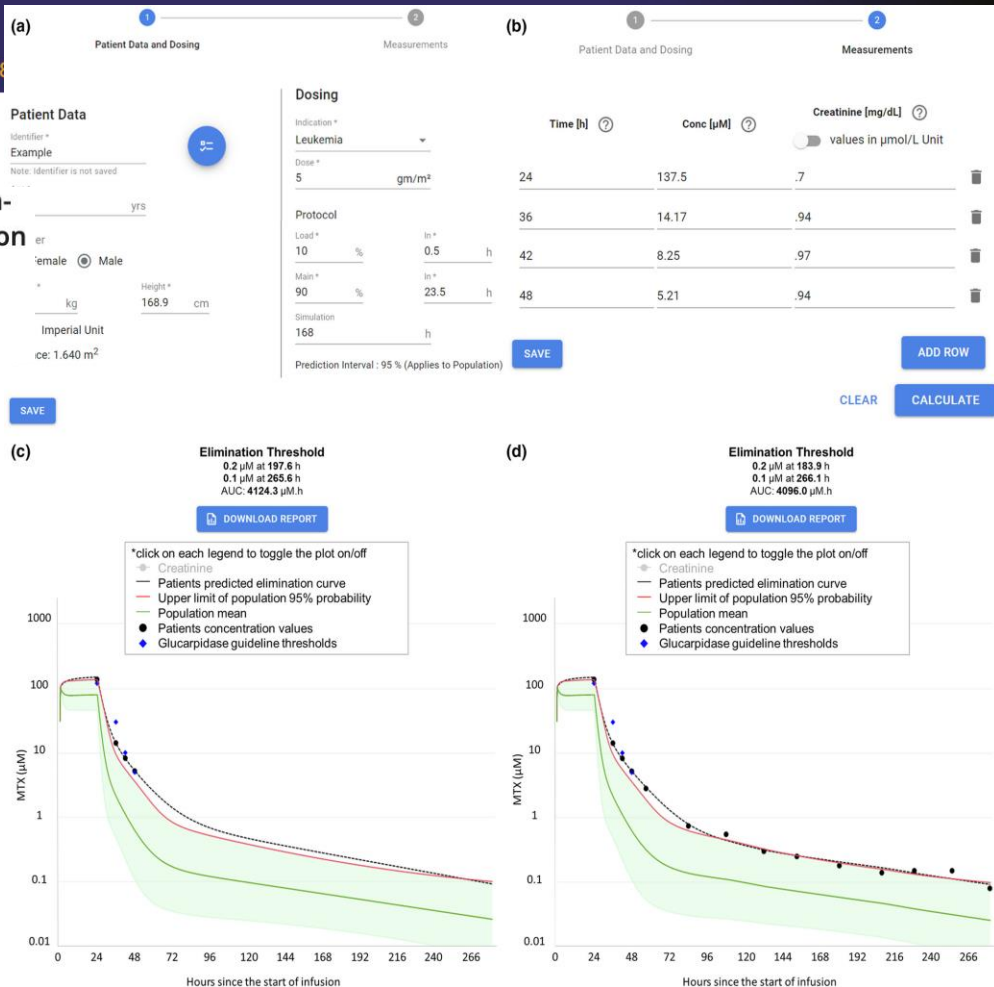 (a)
1
2
Patient Data and Dosing
Measurements
Patient Data
Identifier *
Example
Note: Identifier is not saved
yrs
on
er
emale
Male
kg
Height *
168.9 cm
Imperial Unit
ce: 1.640 m²
SAVE
Dosing
Indication *
Leukemia
Dose *
5 gm/m²
Protocol
Load * In *
10 % 0.5 h
Main * In *
90 % 23.5 h
Simulation
168 h
Prediction Interval : 95 % (Applies to Population)
(b)
1
2
Patient Data and Dosing
Measurements
Time [h] ? Conc [µM] ? Creatinine [mg/dL] ?
values in µmol/L Unit
24 137.5 .7
36 14.17 .94
42 8.25 .97
48 5.21 .94
SAVE
ADD ROW
CLEAR CALCULATE
(c)
Elimination Threshold
0.2 µM at 197.6 h
0.1 µM at 265.6 h
AUC: 4124.3 µM.h
DOWNLOAD REPORT
*click on each legend to toggle the plot on/off
Creatinine
Patients predicted elimination curve
Upper limit of population 95% probability
Population mean
Patients concentration values
Glucarpidase guideline thresholds
MTX (µM)
1000
100
10
1
0.1
0.01
0 24 48 72 96 120 144 168 192 216 240 266
Hours since the start of infusion
(d)
Elimination Threshold
0.2 µM at 183.9 h
0.1 µM at 266.1 h
AUC: 4096.0 µM.h
DOWNLOAD REPORT
*click on each legend to toggle the plot on/off
Creatinine
Patients predicted elimination curve
Upper limit of population 95% probability
Population mean
Patients concentration values
Glucarpidase guideline thresholds
MTX (µM)
1000
100
10
1
0.1
0.01
0 24 48 72 96 120 144 168 192 216 240 266
Hours since the start of infusion